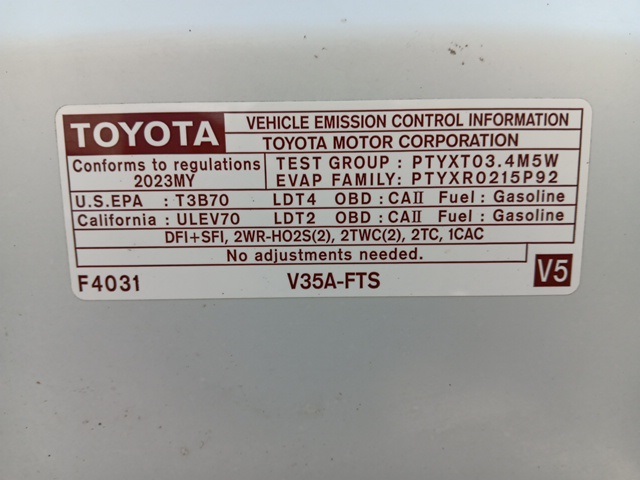 TOYOTA
VEHICLE EMISSION CONTROL INFORMATION
TOYOTA MOTOR CORPORATION
Conforms to regulations
2023MY
TEST GROUP : PTYXT03.4M5W
EVAP FAMILY: PTYXR0215P92
U.S.EPA : T3B70 LDT4 OBD : CAII Fuel : Gasoline
California : ULEV70 LDT2 OBD : CAII Fuel : Gasoline
DFI+SFI, 2WR-HO2S(2), 2TWC(2), 2TC, 1CAC
No adjustments needed.
F4031 V35A-FTS V5